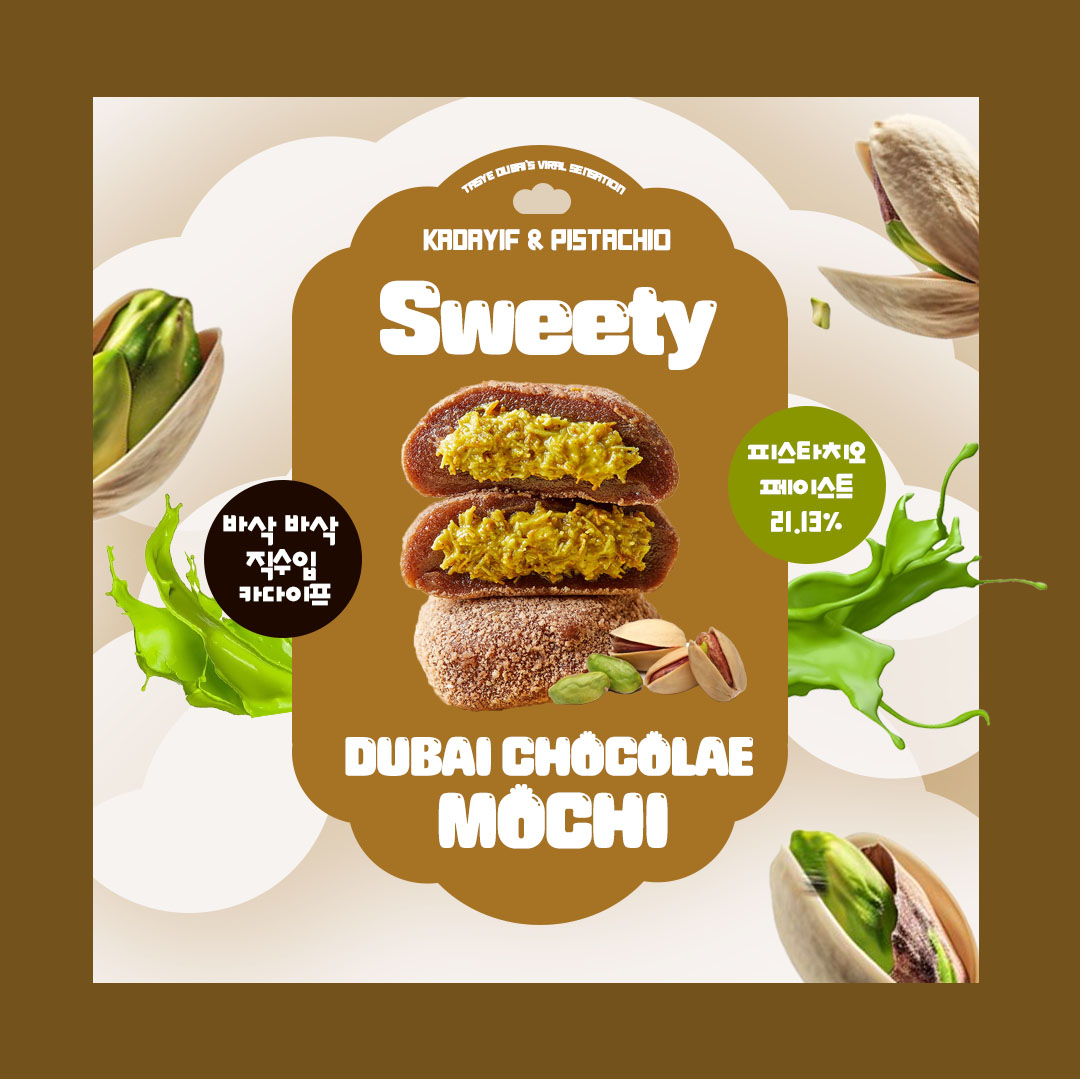 TASYE DUBAI'S VIRAL SENSATION
KADAYIF & PISTACHIO
Sweety
피스타치오
페이스트
21.13%
바삭 바삭
직수입
카다이프
DUBAI CHOCOLAE
MOCHI